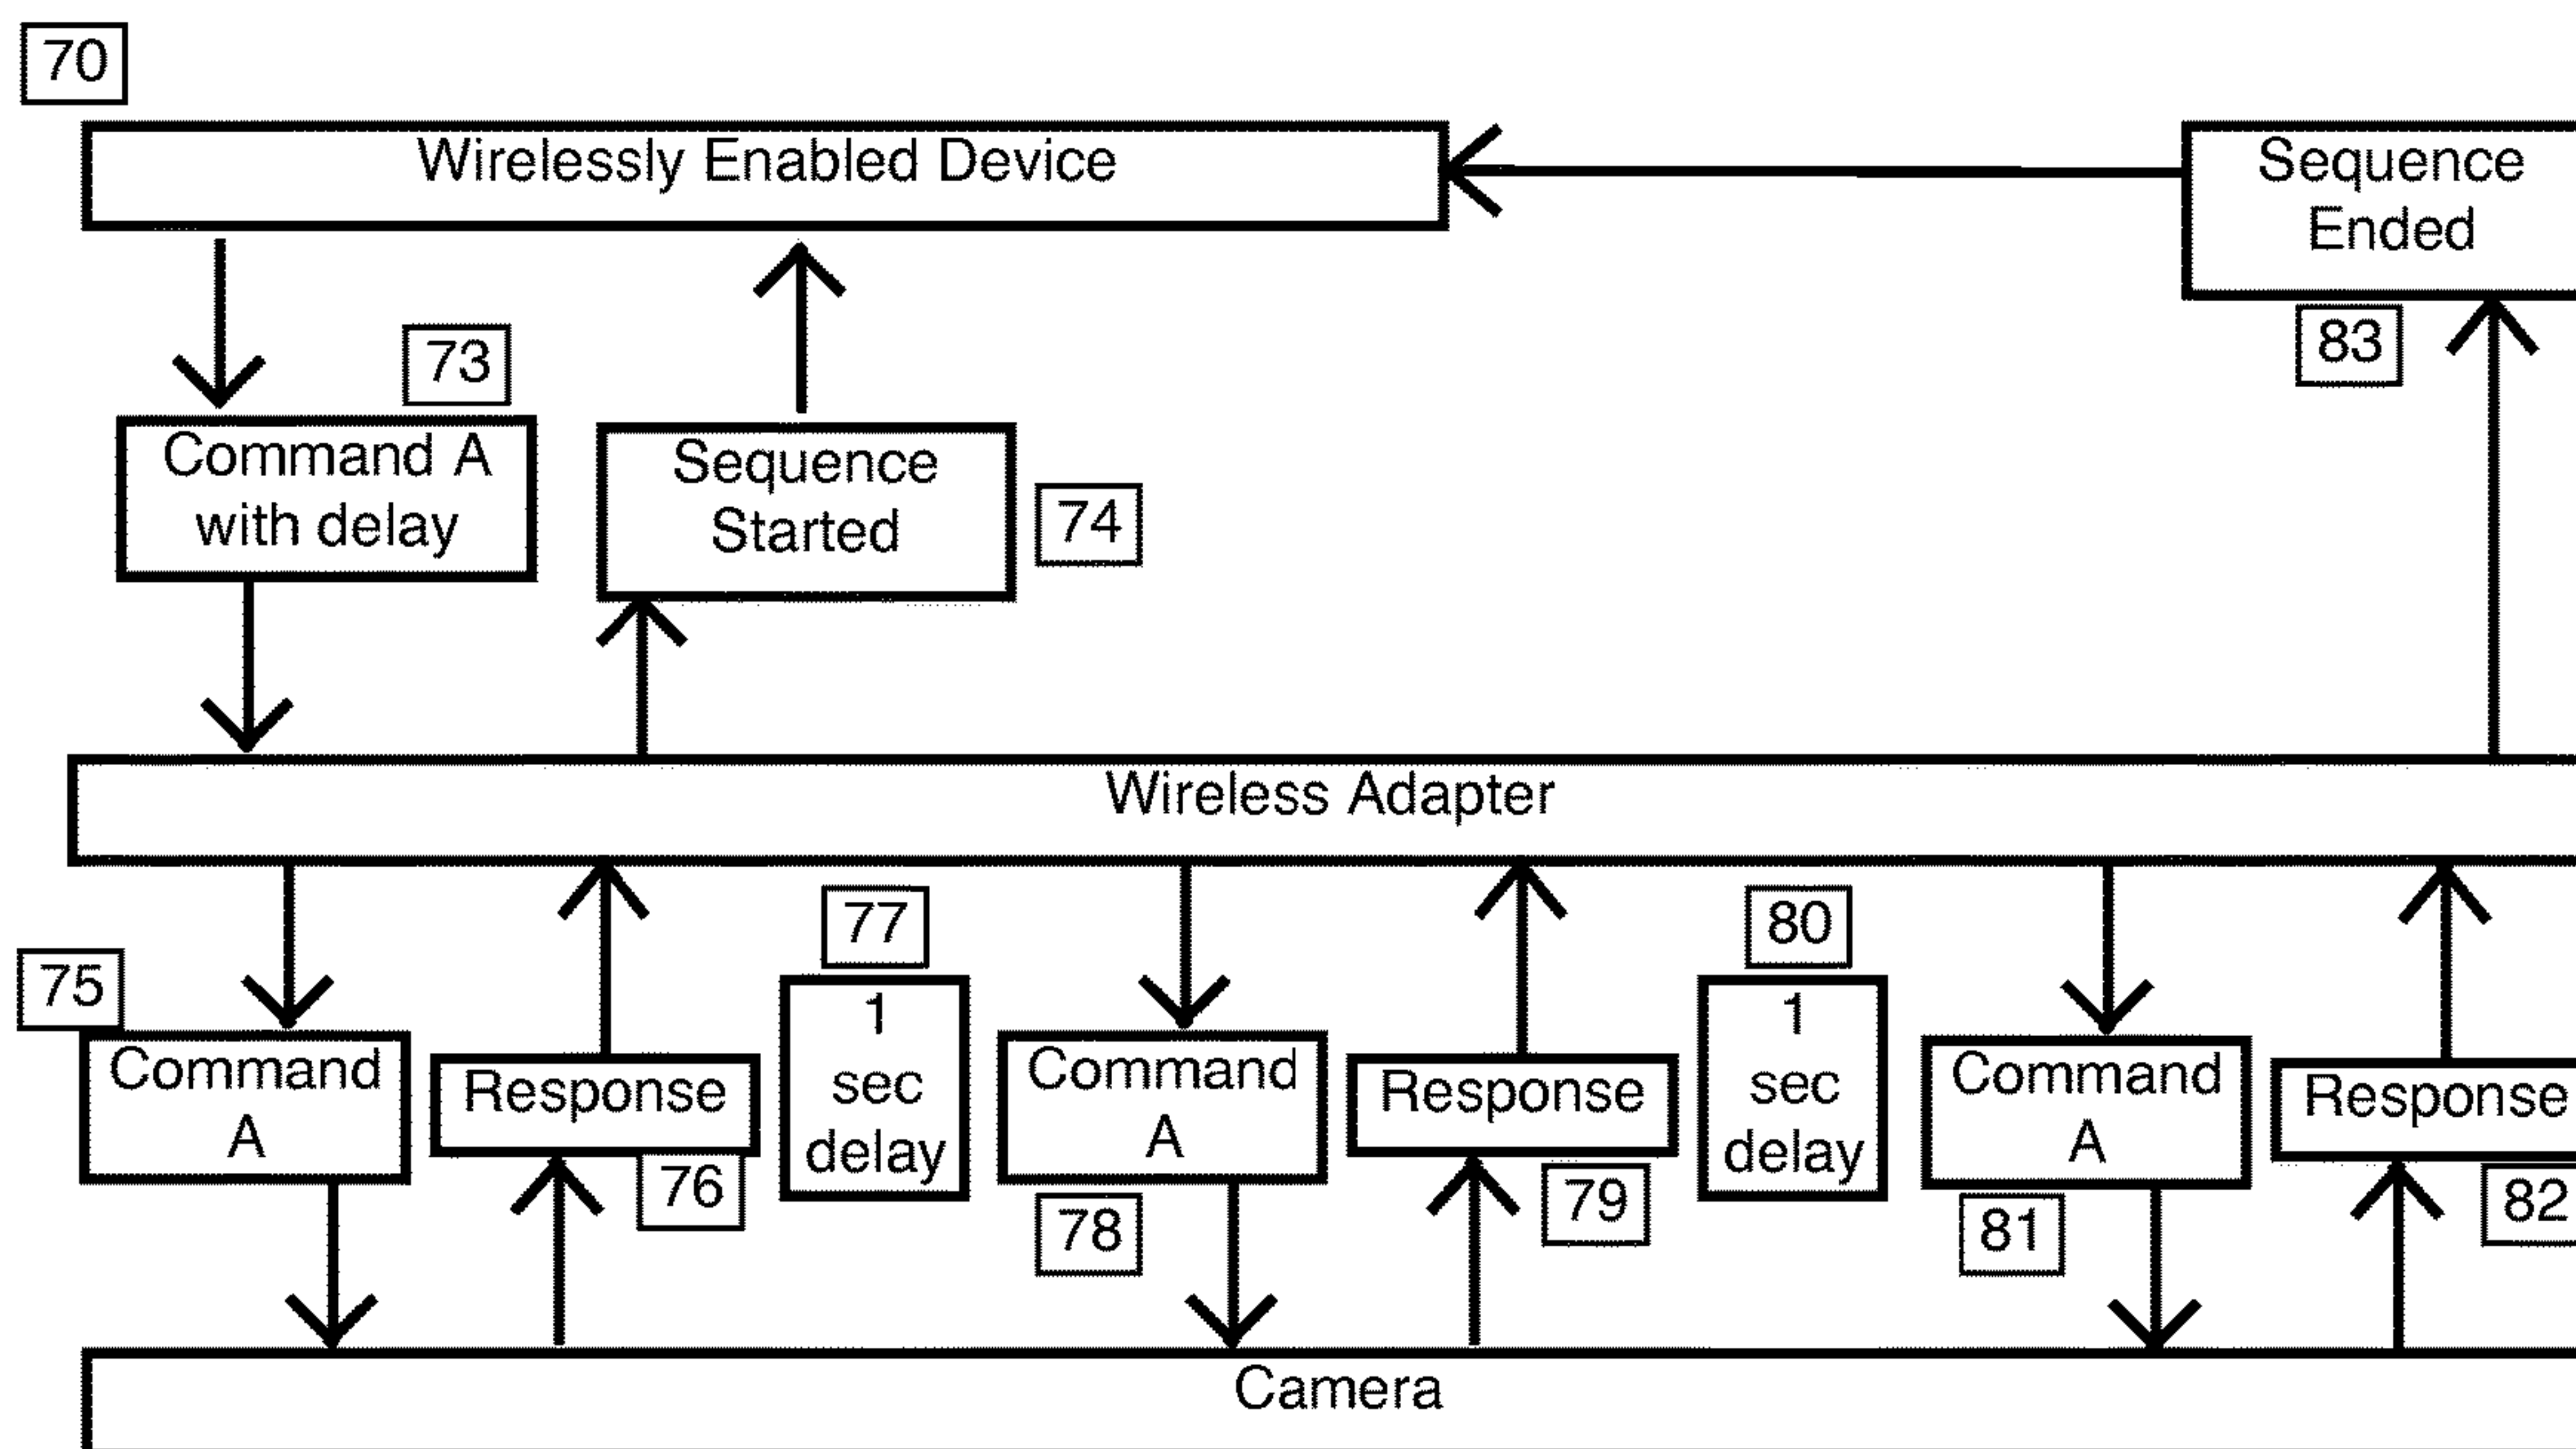 70
Wirelessly Enabled Device
Sequence
Ended
83
73
Command A
with delay
Sequence
Started
74
Wireless Adapter
75
Command
A
Response
76
77
1
sec
delay
Command
A
78
Response
79
80
1
sec
delay
Command
A
81
Response
82
Camera